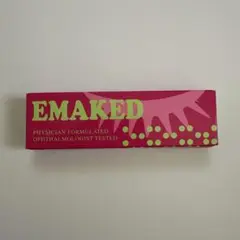 EMAKED
PHYSICIAN FORMULATED
OPHTHALMOLOGIST TESTED